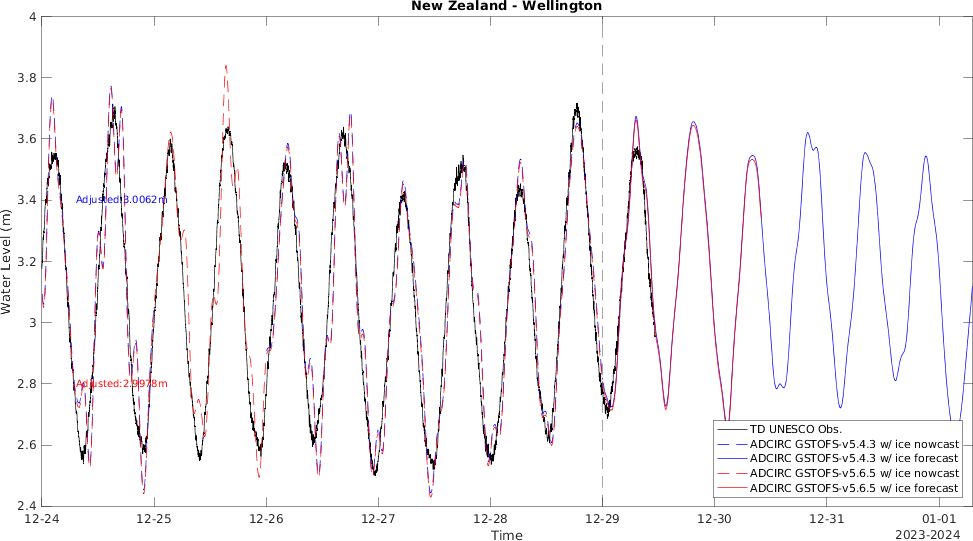 New Zealand - Wellington
4
3.8
3.6
3.4
3.2
3
2.8
2.6
2.4
Water Level (m)
Adjusted:3.0062m
Adjusted:2.9978m
TD UNESCO Obs.
ADCIRC GSTOFS-v5.4.3 w/ ice nowcast
ADCIRC GSTOFS-v5.4.3 w/ ice forecast
ADCIRC GSTOFS-v5.6.5 w/ ice nowcast
ADCIRC GSTOFS-v5.6.5 w/ ice forecast
12-24 12-25 12-26 12-27 12-28 12-29 12-30 12-31 01-01
Time
2023-2024